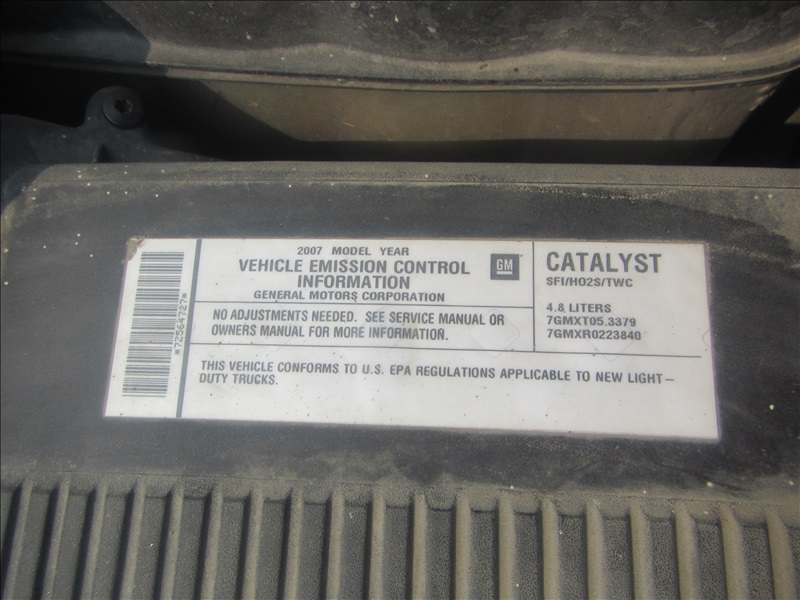 *72564727*
2007 MODEL YEAR
VEHICLE EMISSION CONTROL
INFORMATION
GENERAL MOTORS CORPORATION
GM
NO ADJUSTMENTS NEEDED. SEE SERVICE MANUAL OR
OWNERS MANUAL FOR MORE INFORMATION.
CATALYST
SFI/HO2S/TWC
4.8 LITERS
7GMXT05.3379
7GMXR0223840
THIS VEHICLE CONFORMS TO U.S. EPA REGULATIONS APPLICABLE TO NEW LIGHT–
DUTY TRUCKS.